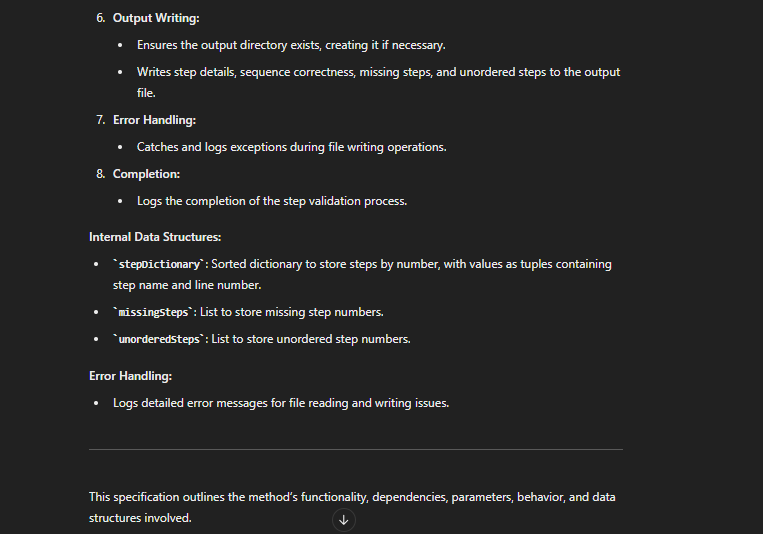 6. Output Writing:
• Ensures the output directory exists, creating it if necessary.
• Writes step details, sequence correctness, missing steps, and unordered steps to the output
file.
7. Error Handling:
• Catches and logs exceptions during file writing operations.
8. Completion:
• Logs the completion of the step validation process.
Internal Data Structures:
• `stepDictionary`: Sorted dictionary to store steps by number, with values as tuples containing
step name and line number.
• `missingSteps`: List to store missing step numbers.
• `unorderedSteps`: List to store unordered step numbers.
Error Handling:
• Logs detailed error messages for file reading and writing issues.
This specification outlines the method's functionality, dependencies, parameters, behavior, and data
structures involved.